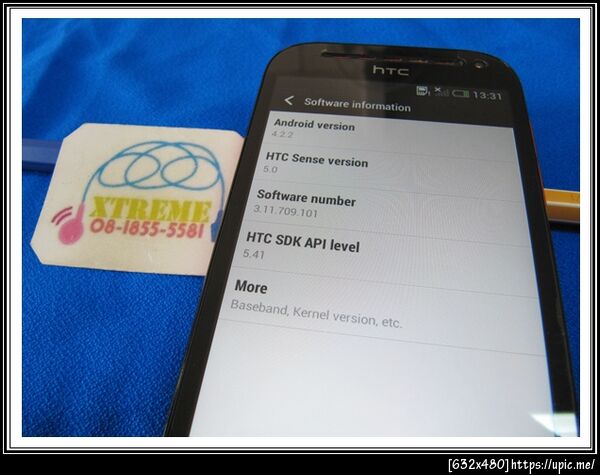 hTC
13:31
Software information
Android version
4.2.2
HTC Sense version
5.0
Software number
3.11.709.101
HTC SDK API level
5.41
More
Baseband, Kernel version, etc.
XTREME
08-1855-5581
[632x480]https://upic.me/